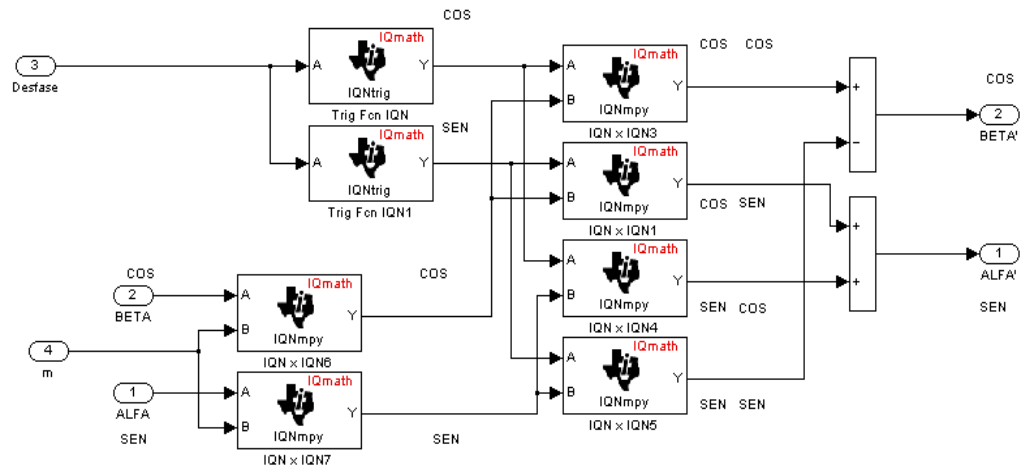 COS
IQmath
A
Y
IQNtrig
Trig Fcn IQN
3
Desfase
SEN
IQmath
A
Y
IQNtrig
Trig Fcn IQN1
IQmath
A
B
Y
IQNmpy
IQN x IQN3
COS COS
IQmath
A
B
Y
IQNmpy
IQN x IQN1
COS SEN
IQmath
A
B
Y
IQNmpy
IQN x IQN4
SEN COS
IQmath
A
B
Y
IQNmpy
IQN x IQN5
SEN SEN
+
−
COS
2
BETA'
+
+
1
ALFA'
SEN
COS
2
BETA
4
m
1
ALFA
SEN
COS
IQmath
A
B
Y
IQNmpy
IQN x IQN6
IQmath
A
B
Y
IQNmpy
IQN x IQN7
SEN